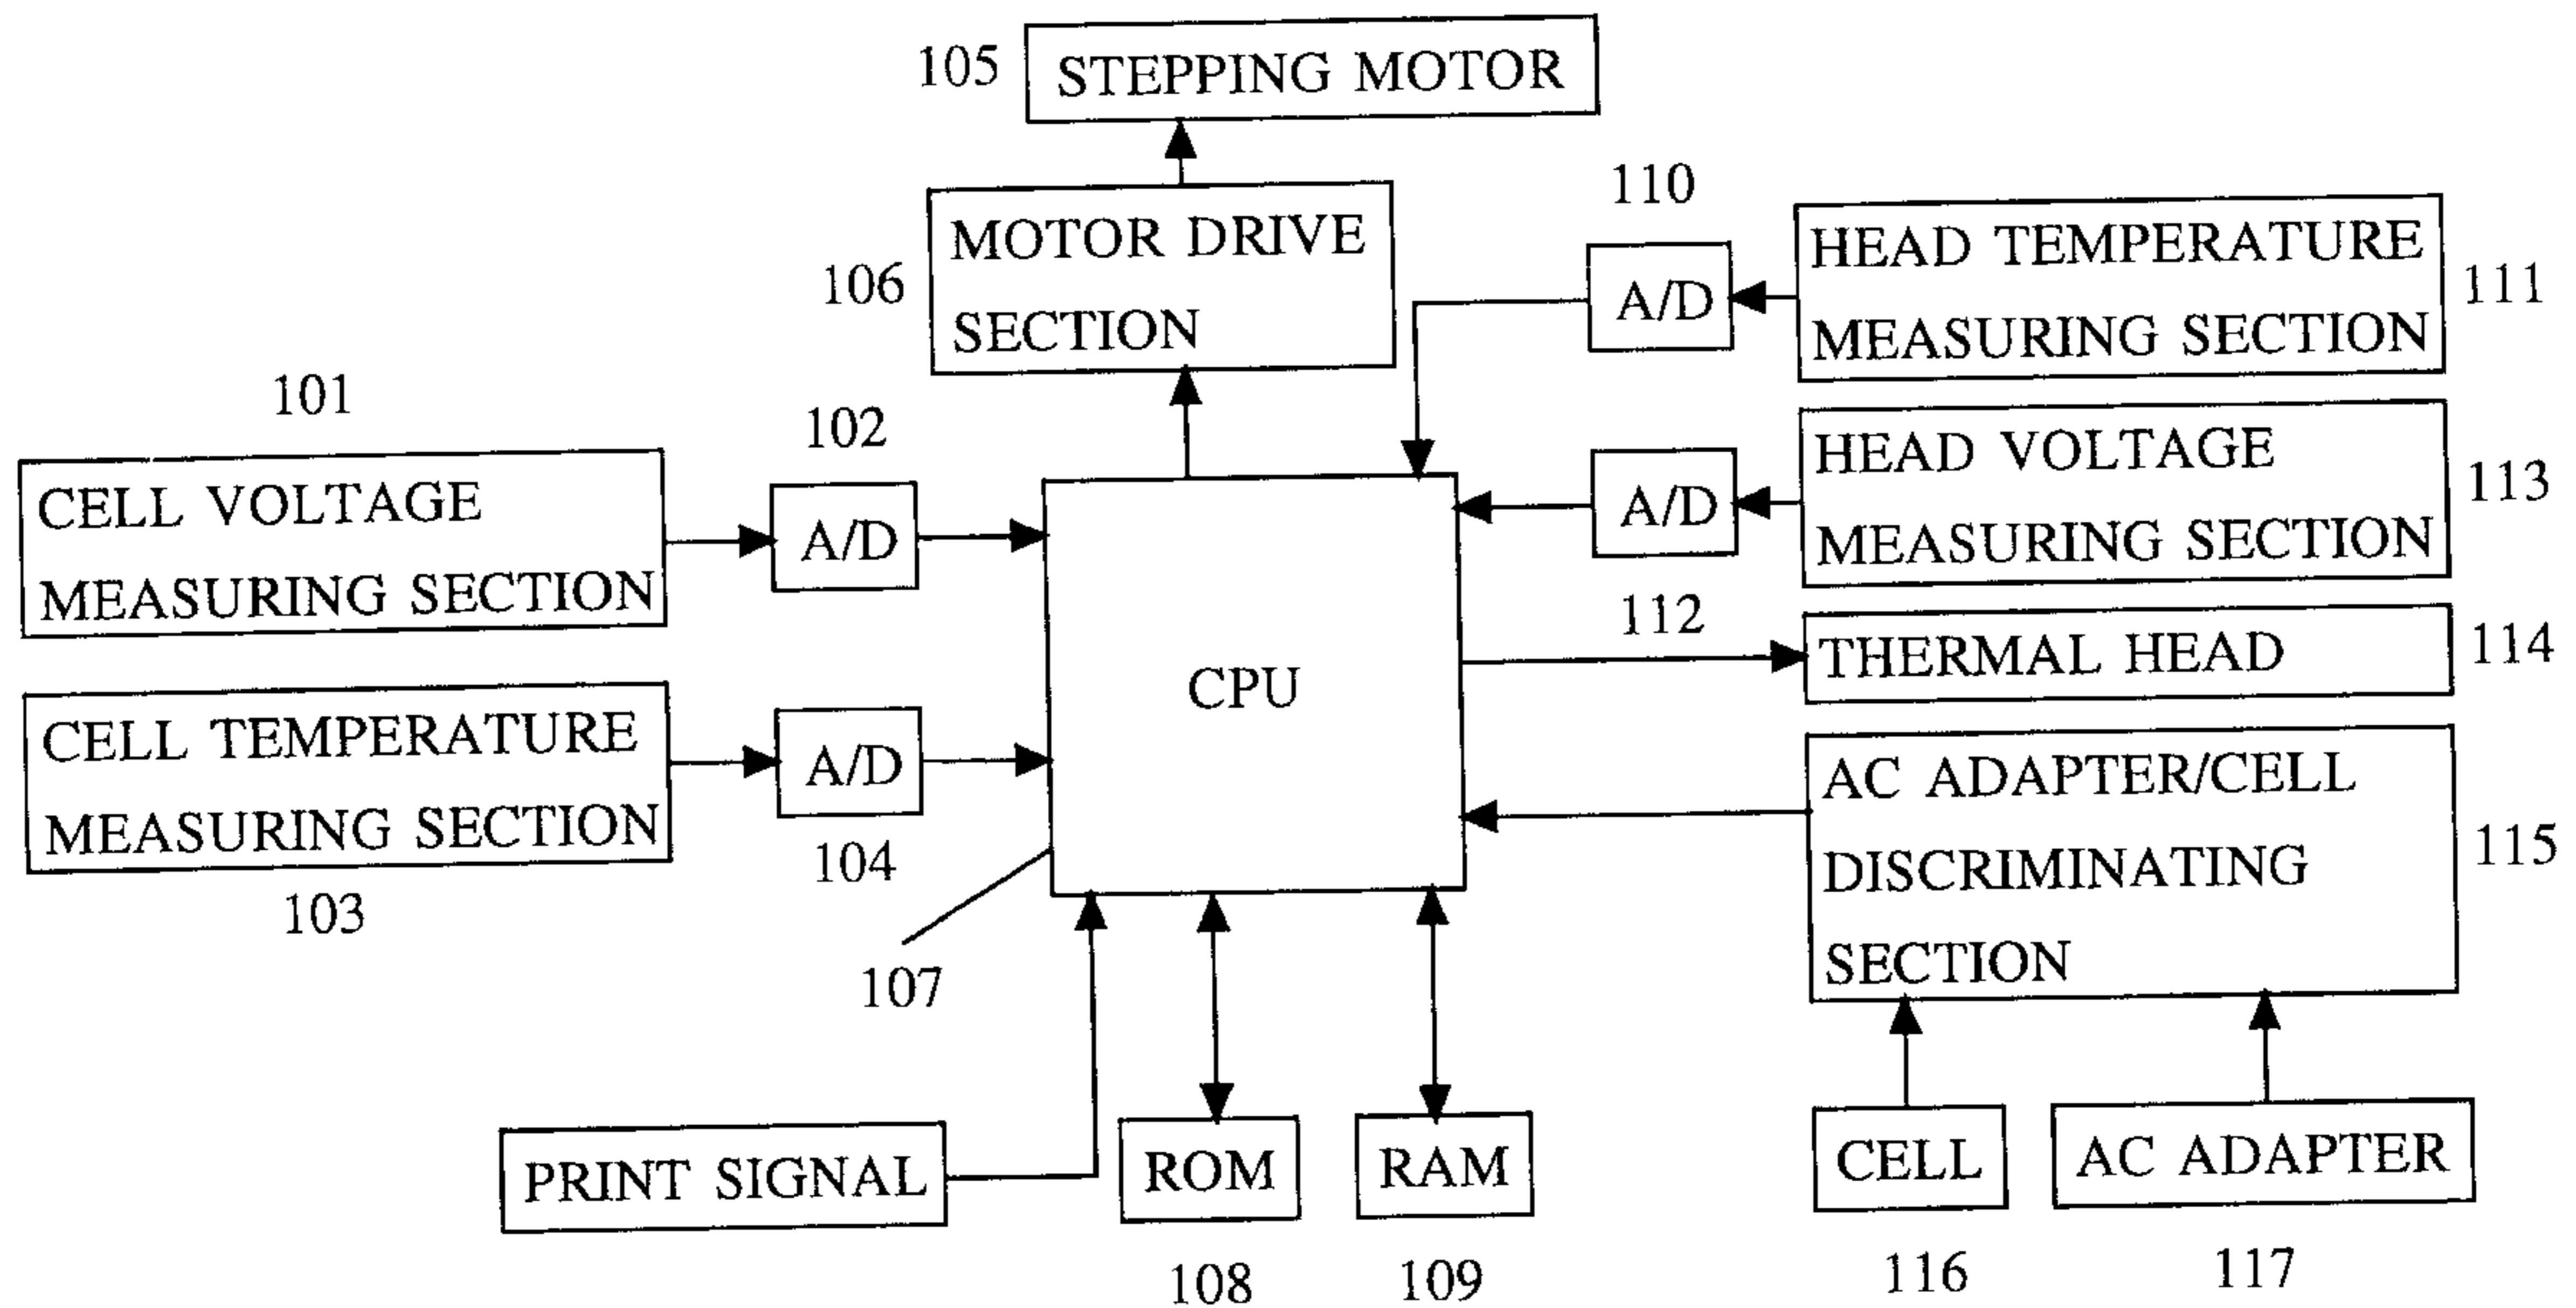 105
STEPPING MOTOR
106
MOTOR DRIVE
SECTION
110
A/D
HEAD TEMPERATURE
MEASURING SECTION
111
101
CELL VOLTAGE
MEASURING SECTION
102
A/D
A/D
112
HEAD VOLTAGE
MEASURING SECTION
113
CPU
THERMAL HEAD
114
CELL TEMPERATURE
MEASURING SECTION
103
A/D
104
107
AC ADAPTER/CELL
DISCRIMINATING
SECTION
115
PRINT SIGNAL
ROM
108
RAM
109
CELL
116
AC ADAPTER
117